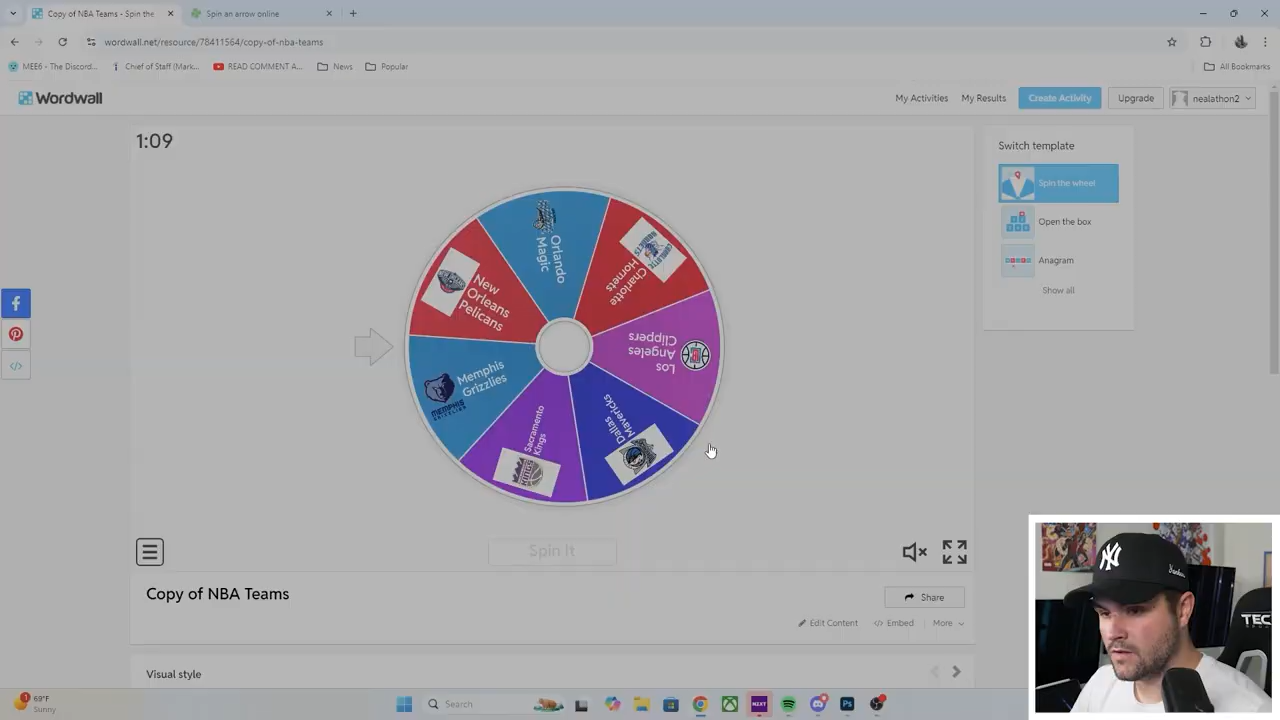 Copy of NBA Teams - Spin the
Spin an arrow online
wordwall.net/resource/78411564/copy-of-nba-teams
MEE6 - The Discord...
Chief of Staff (Mark...
READ COMMENT A...
News
Popular
All Bookmarks
Wordwall
My Activities
My Results
Create Activity
Upgrade
nealathon2
1:09
Switch template
Spin the wheel
Open the box
Anagram
Show all
Orlando
Magic
Charlotte
Hornets
New
Orleans
Pelicans
Los
Angeles
Clippers
Memphis
Grizzlies
MEMPHIS
GRIZZLIES
Sacramento
Kings
Dallas
Mavericks
Spin It
Copy of NBA Teams
Share
Edit Content
</> Embed
More
Visual style
69°F
Sunny
Search
NY
TEC